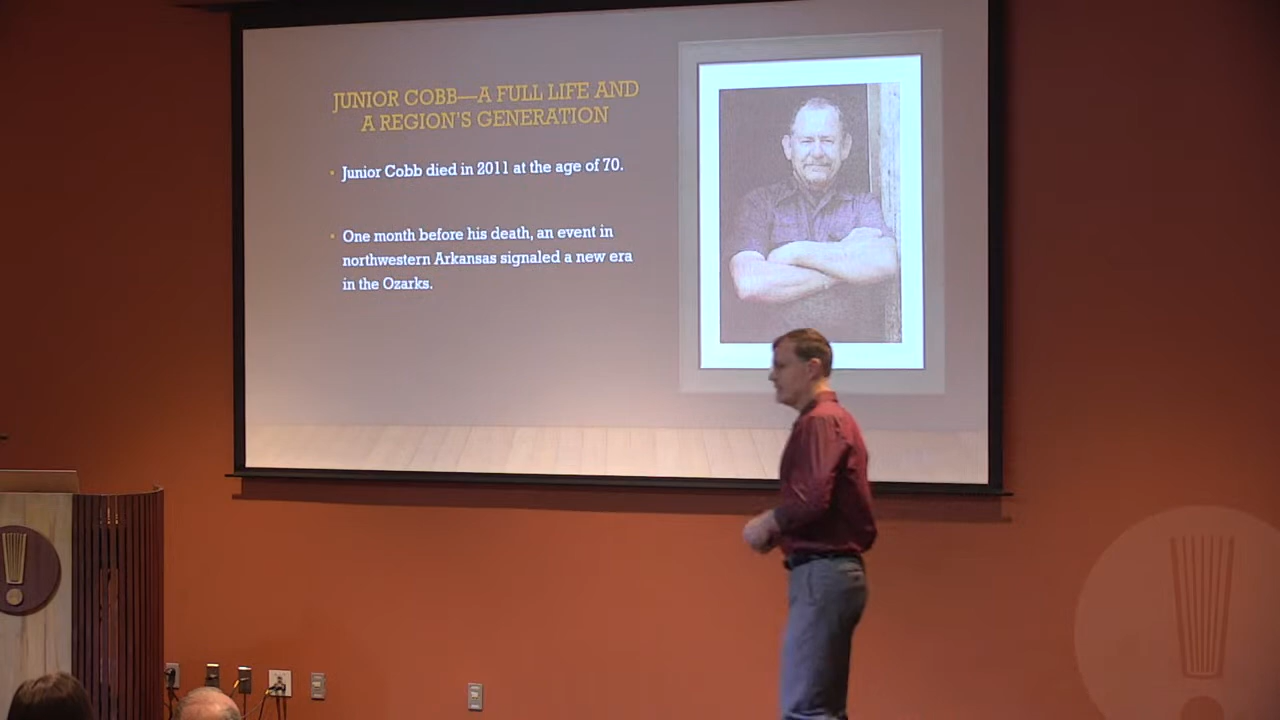 JUNIOR COBB—A FULL LIFE AND
A REGION'S GENERATION
• Junior Cobb died in 2011 at the age of 70.
• One month before his death, an event in
northwestern Arkansas signaled a new era
in the Ozarks.